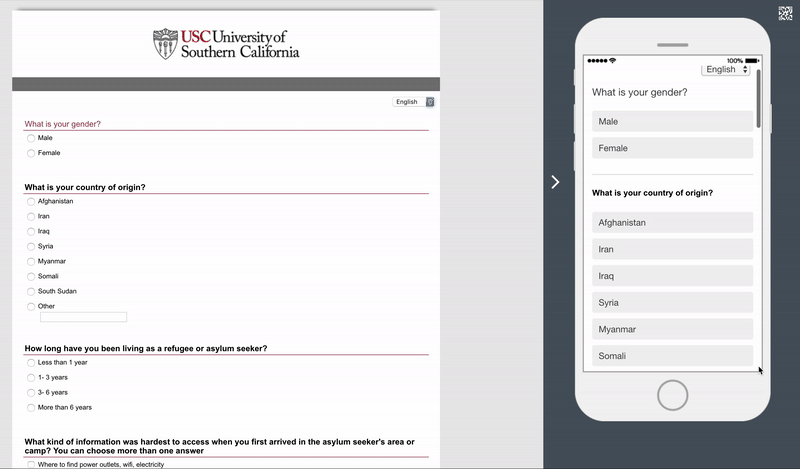 USC University of
Southern California
English
What is your gender?
Male
Female
What is your country of origin?
Afghanistan
Iran
Iraq
Syria
Myanmar
Somali
South Sudan
Other
How long have you been living as a refugee or asylum seeker?
Less than 1 year
1- 3 years
3- 6 years
More than 6 years
What kind of information was hardest to access when you first arrived in the asylum seeker's area or
camp? You can choose more than one answer
Where to find power outlets, wifi, electricity
100%
English
What is your gender?
Male
Female
What is your country of origin?
Afghanistan
Iran
Iraq
Syria
Myanmar
Somali